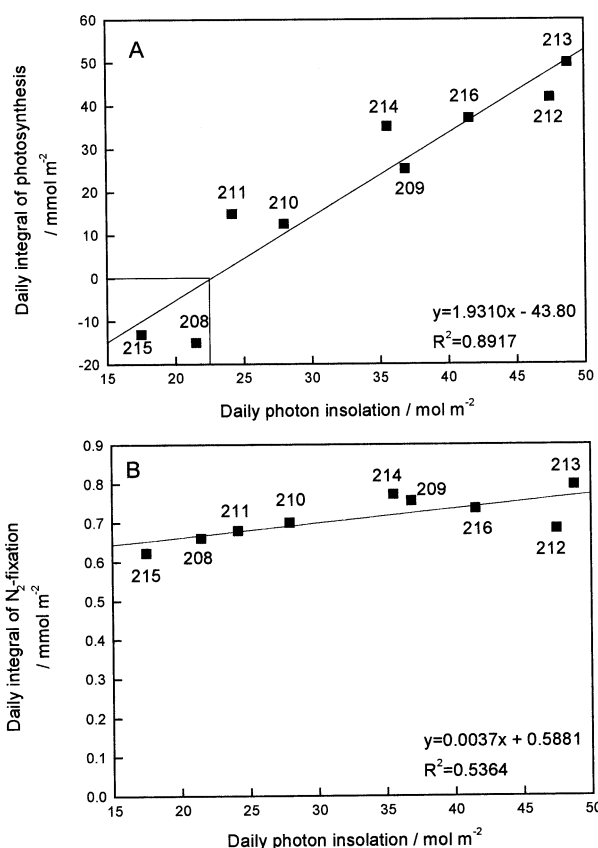 A
60
50
40
30
20
10
0
-10
-20
Daily integral of photosynthesis
/ mmol m-2
213
214
216
212
209
211
210
208
215
y=1.9310x - 43.80
R2=0.8917
15 20 25 30 35 40 45 50
Daily photon insolation / mol m-2
B
0.9
0.8
0.7
0.6
0.5
0.4
0.3
0.2
0.1
0.0
Daily integral of N2-fixation
/ mmol m-2
213
214
209
210
211
216
212
208
215
y=0.0037x + 0.5881
R2=0.5364
15 20 25 30 35 40 45 50
Daily photon insolation / mol m-2